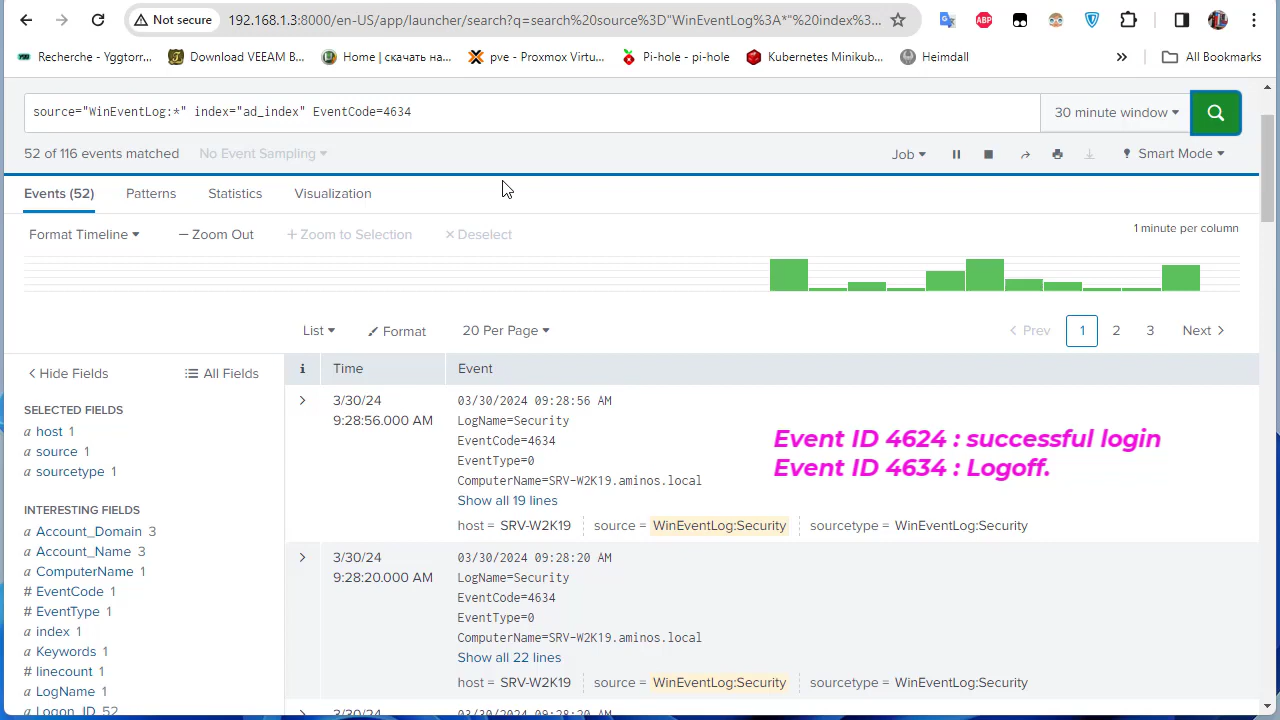 Not secure
192.168.1.3:8000/en-US/app/launcher/search?q=search%20source%3D"WinEventLog%3A*"%20index%3...
ABP
Recherche - Yggtorr...
Download VEEAM B...
Home | скачать на...
pve - Proxmox Virtu...
Pi-hole - pi-hole
Kubernetes Minikub...
Heimdall
»
All Bookmarks
source="WinEventLog:*" index="ad_index" EventCode=4634
30 minute window
52 of 116 events matched
No Event Sampling
Job
Smart Mode
Events (52)
Patterns
Statistics
Visualization
Format Timeline
— Zoom Out
+ Zoom to Selection
× Deselect
1 minute per column
List
Format
20 Per Page
< Prev
1
2
3
Next >
< Hide Fields
All Fields
i
Time
Event
SELECTED FIELDS
a host 1
a source 1
a sourcetype 1
INTERESTING FIELDS
a Account_Domain 3
a Account_Name 3
a ComputerName 1
# EventCode 1
# EventType 1
a index 1
a Keywords 1
# linecount 1
a LogName 1
a Logon_ID 52
3/30/24
9:28:56.000 AM
03/30/2024 09:28:56 AM
LogName=Security
EventCode=4634
EventType=0
ComputerName=SRV-W2K19.aminos.local
Show all 19 lines
host = SRV-W2K19
source = WinEventLog:Security
sourcetype = WinEventLog:Security
Event ID 4624 : successful login
Event ID 4634 : Logoff.
3/30/24
9:28:20.000 AM
03/30/2024 09:28:20 AM
LogName=Security
EventCode=4634
EventType=0
ComputerName=SRV-W2K19.aminos.local
Show all 22 lines
host = SRV-W2K19
source = WinEventLog:Security
sourcetype = WinEventLog:Security
3/30/24